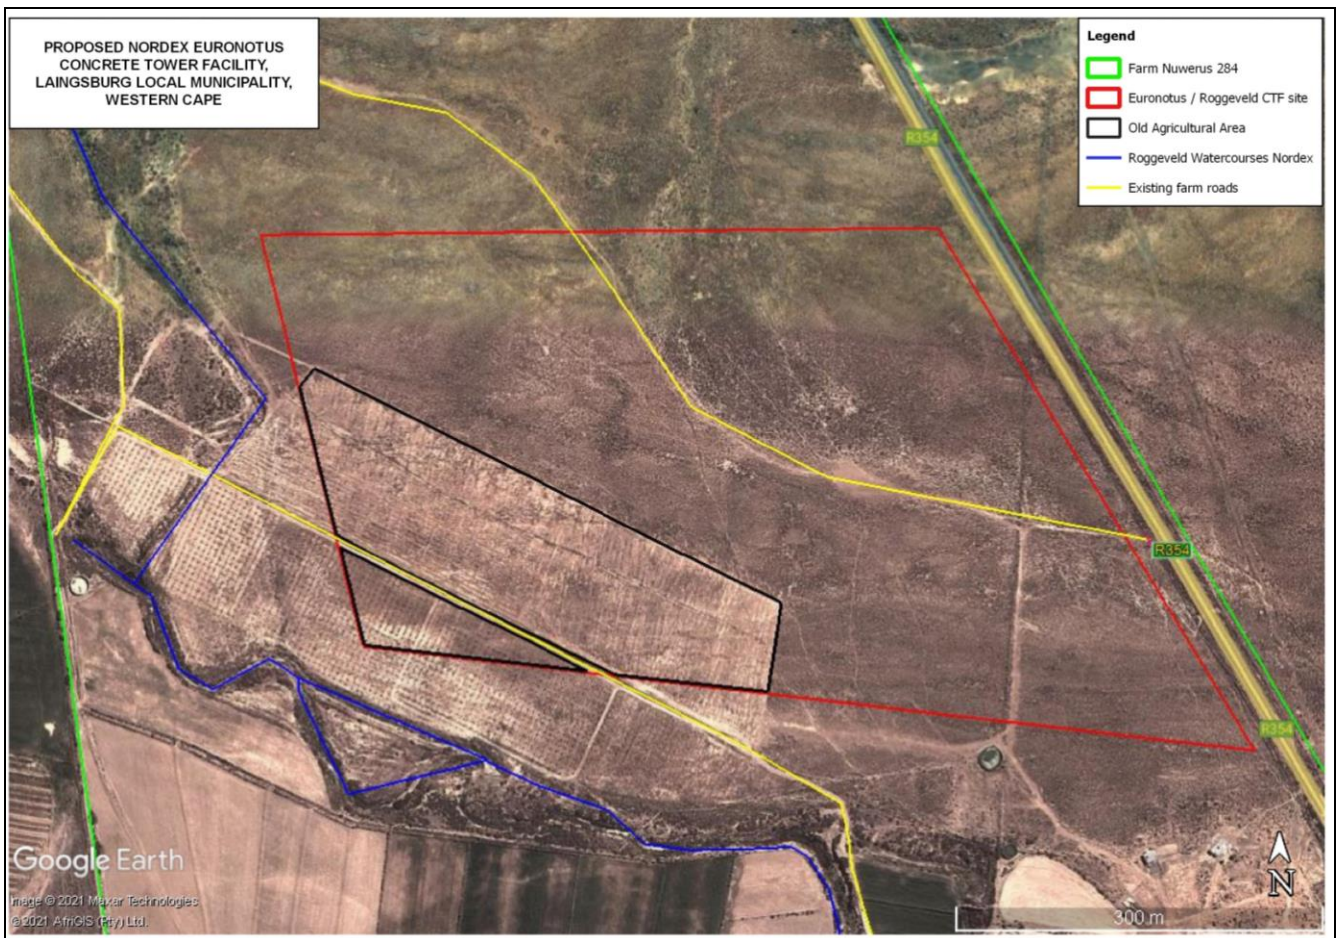 PROPOSED NORDEX EURONOTUS
CONCRETE TOWER FACILITY,
LAINGSBURG LOCAL MUNICIPALITY,
WESTERN CAPE
Legend
Farm Nuwerus 284
Euronotus / Roggeveld CTF site
Old Agricultural Area
Roggeveld Watercourses Nordex
Existing farm roads
R354
R354
R354
Google Earth
Image © 2021 Maxar Technologies
© 2021 AfriGIS (Pty) Ltd.
N
300 m